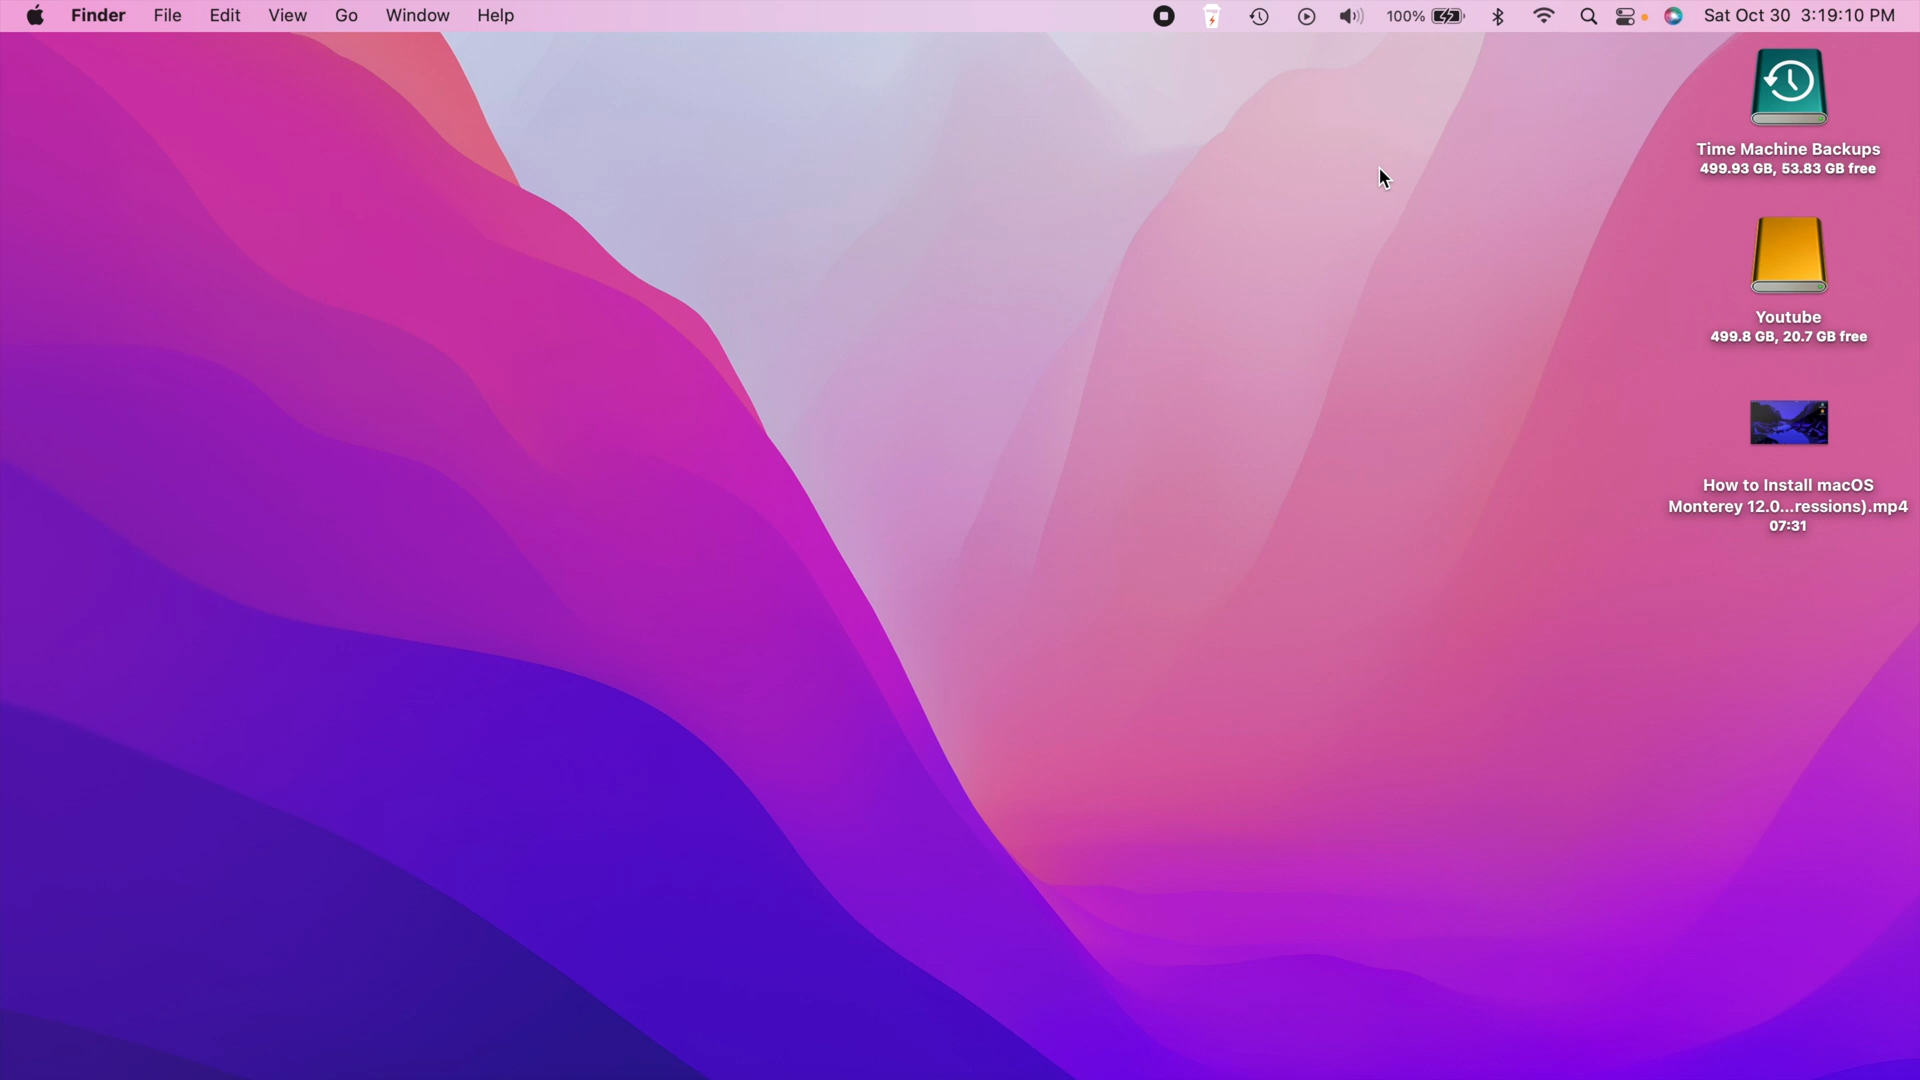 Finder File Edit View Go Window Help 100% Sat Oct 30 3:19:10 PM
Time Machine Backups
499.93 GB, 53.83 GB free
Youtube
499.8 GB, 20.7 GB free
How to Install macOS
Monterey 12.0...ressions).mp4
07:31